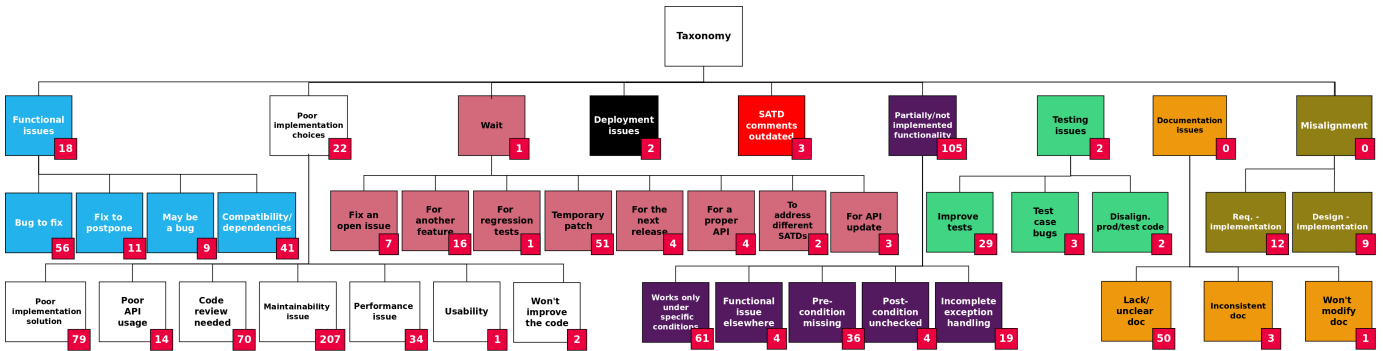 Taxonomy
Functional
issues
18
Poor
implementation
choices
22
Wait
1
Deployment
issues
2
SATD
comments
outdated
3
Partially/not
implemented
functionality
105
Testing
issues
2
Documentation
issues
0
Misalignment
0
Bug to fix
56
Fix to
postpone
11
May be
a bug
9
Compatibility/
dependencies
41
Fix an
open issue
7
For
another
feature
16
For
regression
tests
1
Temporary
patch
51
For the
next
release
4
For a
proper
API
4
To
address
different
SATDs
2
For API
update
3
Improve
tests
29
Test
case
bugs
3
Disalign.
prod/test code
2
Req. -
implementation
12
Design -
implementation
9
Poor
implementation
solution
79
Poor
API
usage
14
Code
review
needed
70
Maintainability
issue
207
Performance
issue
34
Usability
1
Won't
improve
the code
2
Works only
under
specific
conditions
61
Functional
issue
elsewhere
4
Pre-
condition
missing
36
Post-
condition
unchecked
4
Incomplete
exception
handling
19
Lack/
unclear
doc
50
Inconsistent
doc
3
Won't
modify
doc
1